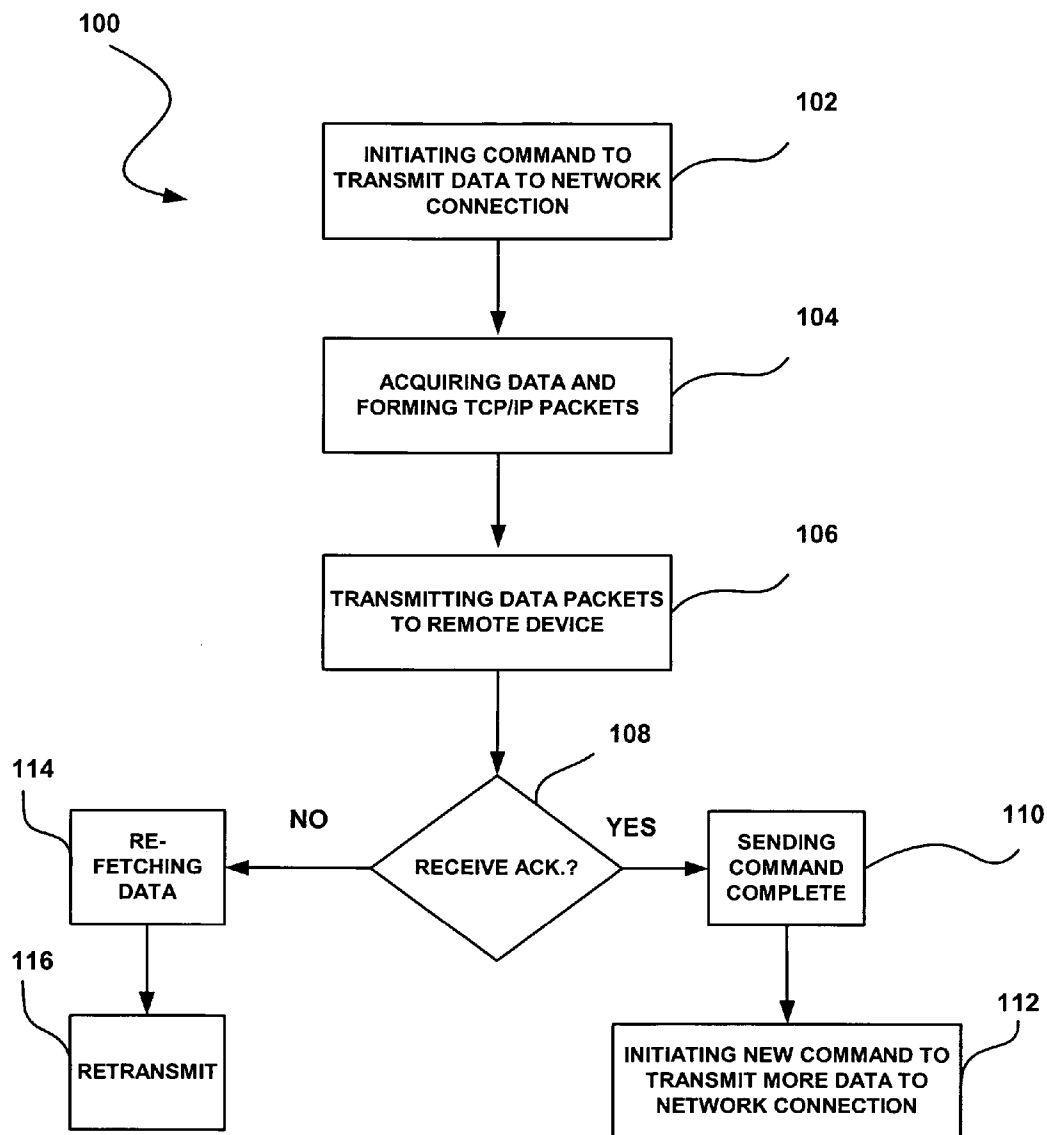 100
102
INITIATING COMMAND TO
TRANSMIT DATA TO NETWORK
CONNECTION
104
ACQUIRING DATA AND
FORMING TCP/IP PACKETS
106
TRANSMITTING DATA PACKETS
TO REMOTE DEVICE
108
114
NO
YES
110
RE-
FETCHING
DATA
RECEIVE ACK.?
SENDING
COMMAND
COMPLETE
116
112
RETRANSMIT
INITIATING NEW COMMAND TO
TRANSMIT MORE DATA TO
NETWORK CONNECTION